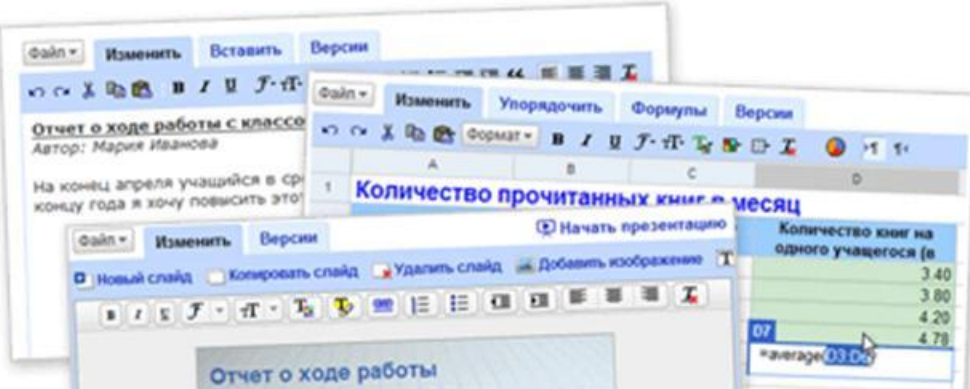 Файл
Изменить
Вставить
Версии
B I U
Отчет о ходе работы с классо
Автор: Мария Иванова
На конец апреля учащийся в ср
концу года я хочу повысить это
Файл
Изменить
Упорядочить
Формулы
Версии
Формат
B I U
A B C D
1
Количество прочитанных книг в месяц
Количество книг на
одного учащегося (в
3.40
3.80
4.20
4.78
D7
=average(D3:D6)
Файл
Изменить
Версии
Начать презентацию
Новый слайд
Копировать слайд
Удалить слайд
Добавить изображение
T
B I U
Отчет о ходе работы